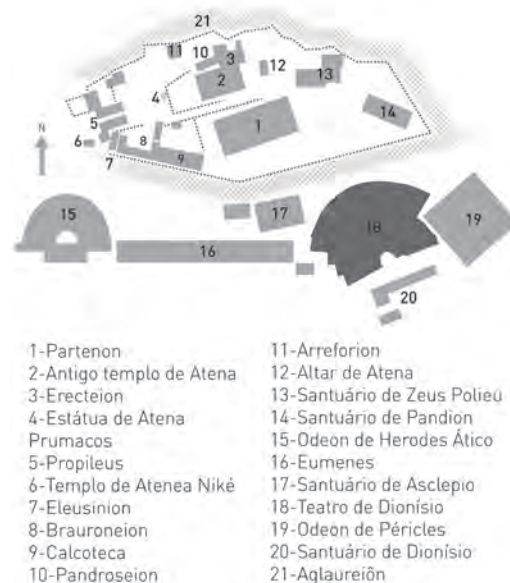 21
11
10
3
12
13
2
4
14
5
1
N
6
8
7
9
15
17
18
19
16
20
1-Partenon
2-Antigo templo de Atena
3-Erecteion
4-Estátua de Atena
Prumacos
5-Propileus
6-Templo de Atenea Niké
7-Eleusinion
8-Brauroneion
9-Calcoteca
10-Pandroseion
11-Arreforion
12-Altar de Atena
13-Santuário de Zeus Polieu
14-Santuário de Pandion
15-Odeon de Herodes Ático
16-Eumenes
17-Santuário de Asclepio
18-Teatro de Dionísio
19-Odeon de Péricles
20-Santuário de Dionísio
21-Aglaureiõn